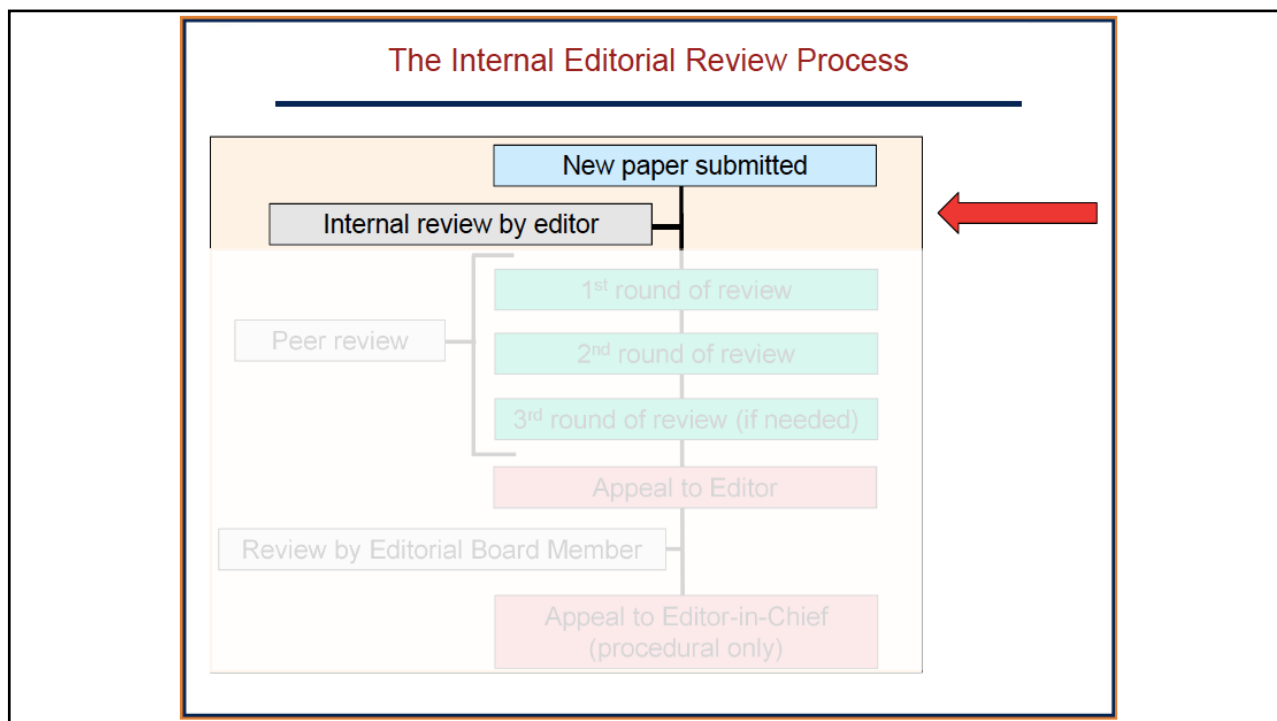 The Internal Editorial Review Process
New paper submitted
Internal review by editor
1st round of review
Peer review
2nd round of review
3rd round of review (if needed)
Appeal to Editor
Review by Editorial Board Member
Appeal to Editor-in-Chief
(procedural only)